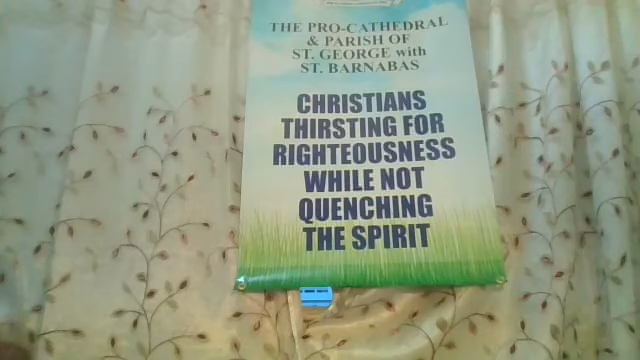 THE PRO-CATHEDRAL
& PARISH OF
ST. GEORGE with
ST. BARNABAS
CHRISTIANS
THIRSTING FOR
RIGHTEOUSNESS
WHILE NOT
QUENCHING
THE SPIRIT